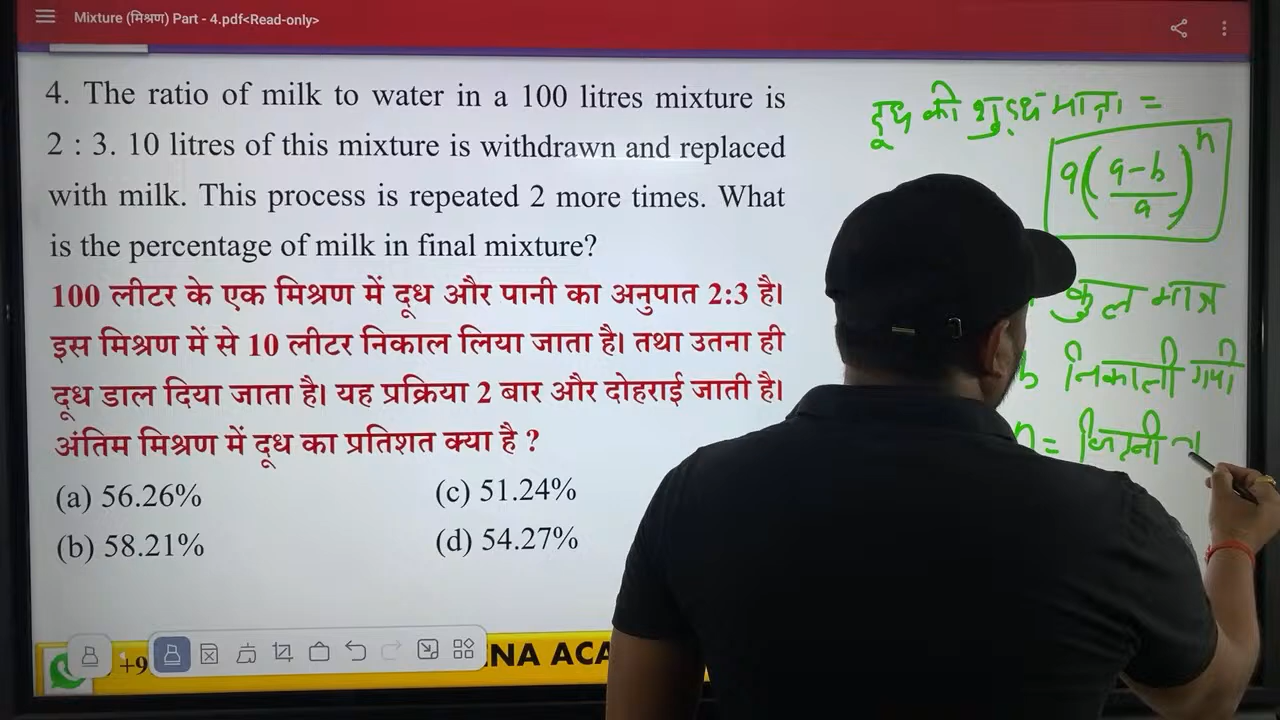 Mixture (मिश्रण) Part - 4.pdf<Read-only>
4. The ratio of milk to water in a 100 litres mixture is
2 : 3. 10 litres of this mixture is withdrawn and replaced
with milk. This process is repeated 2 more times. What
is the percentage of milk in final mixture?
100 लीटर के एक मिश्रण में दूध और पानी का अनुपात 2:3 है।
इस मिश्रण में से 10 लीटर निकाल लिया जाता है। तथा उतना ही
दूध डाल दिया जाता है। यह प्रक्रिया 2 बार और दोहराई जाती है।
अंतिम मिश्रण में दूध का प्रतिशत क्या है ?
(a) 56.26%
(c) 51.24%
(b) 58.21%
(d) 54.27%
+9
दूध की शुद्ध मात्रा =
a(a-b/a)^n
कुल मात्र
निकाली गयी
n = कितनी